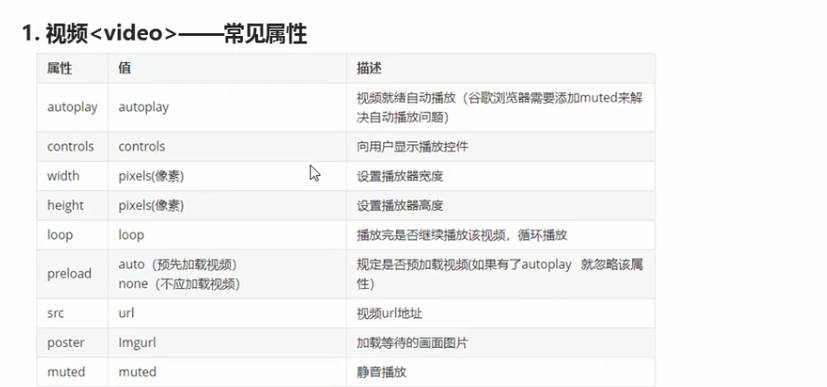 1. 视频<video>——常见属性
属性 值 描述
autoplay autoplay 视频就绪自动播放（谷歌浏览器需要添加muted来解
决自动播放问题）
controls controls 向用户显示播放控件
width pixels(像素) 设置播放器宽度
height pixels(像素) 设置播放器高度
loop loop 播放完是否继续播放该视频，循环播放
preload auto（预先加载视频）
none（不应加载视频） 规定是否预加载视频(如果有了autoplay 就忽略该属
性）
src url 视频url地址
poster Imgurl 加载等待的画面图片
muted muted 静音播放